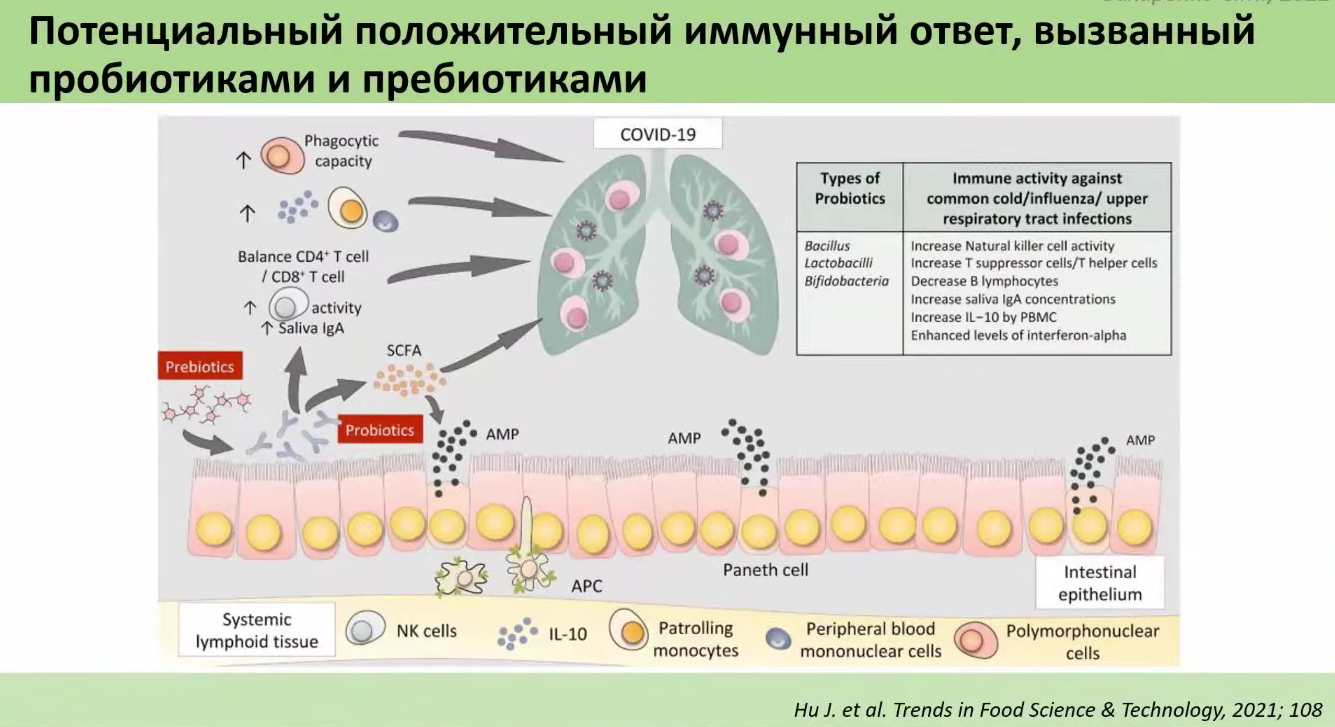 Потенциальный положительный иммунный ответ, вызванный
пробиотиками и пребиотиками
COVID-19
↑ Phagocytic
capacity
↑
Balance CD4⁺ T cell
/ CD8⁺ T cell
↑ activity
↑ Saliva IgA
SCFA
Prebiotics
Probiotics
Types of
Probiotics
Immune activity against
common cold/influenza/ upper
respiratory tract infections
Bacillus
Lactobacilli
Bifidobacteria
Increase Natural killer cell activity
Increase T suppressor cells/T helper cells
Decrease B lymphocytes
Increase saliva IgA concentrations
Increase IL−10 by PBMC
Enhanced levels of interferon-alpha
AMP
AMP
AMP
APC
Paneth cell
Intestinal
epithelium
Systemic
lymphoid tissue
NK cells
IL-10
Patrolling
monocytes
Peripheral blood
mononuclear cells
Polymorphonuclear
cells
Hu J. et al. Trends in Food Science & Technology, 2021; 108